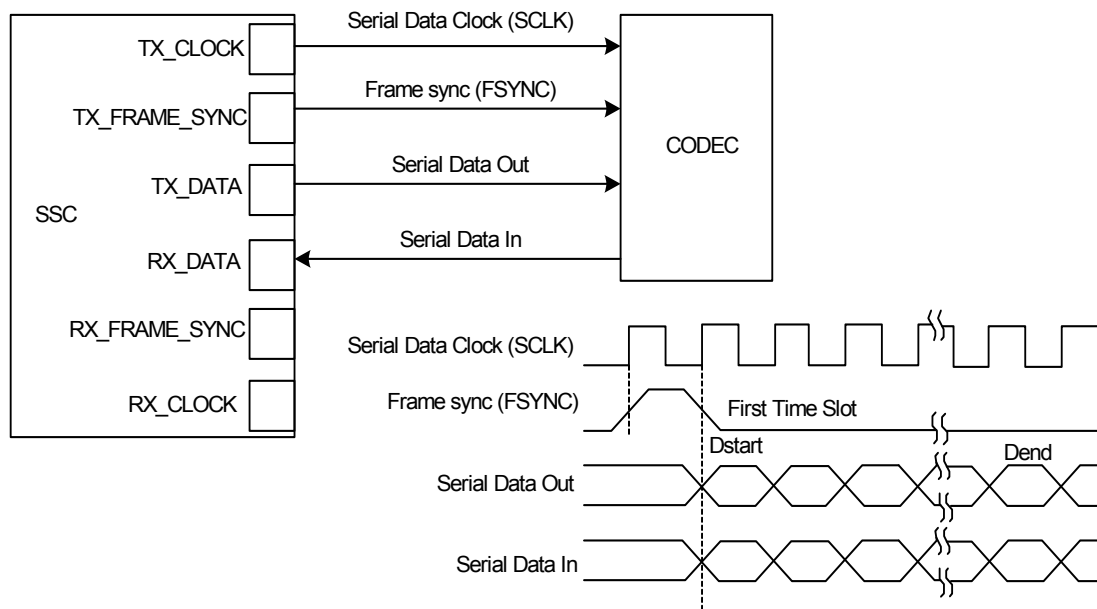 Serial Data Clock (SCLK)
TX_CLOCK
Frame sync (FSYNC)
TX_FRAME_SYNC
CODEC
Serial Data Out
TX_DATA
SSC
Serial Data In
RX_DATA
RX_FRAME_SYNC
RX_CLOCK
Serial Data Clock (SCLK)
Frame sync (FSYNC)
First Time Slot
Dstart
Dend
Serial Data Out
Serial Data In